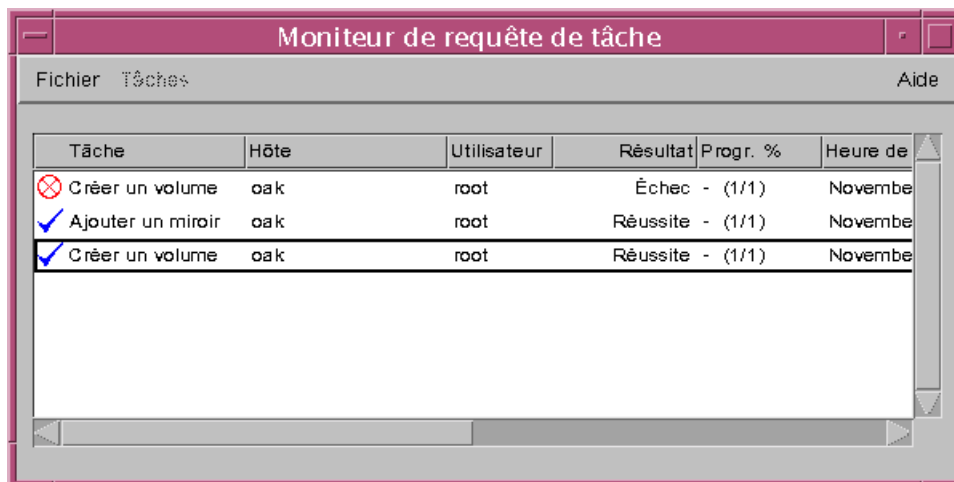 Moniteur de requête de tâche
Fichier Tâches Aide
Tâche Hôte Utilisateur Résultat Progr. % Heure de
Créer un volume oak root Échec - (1/1) Novembe
Ajouter un miroir oak root Réussite - (1/1) Novembe
Créer un volume oak root Réussite - (1/1) Novembe